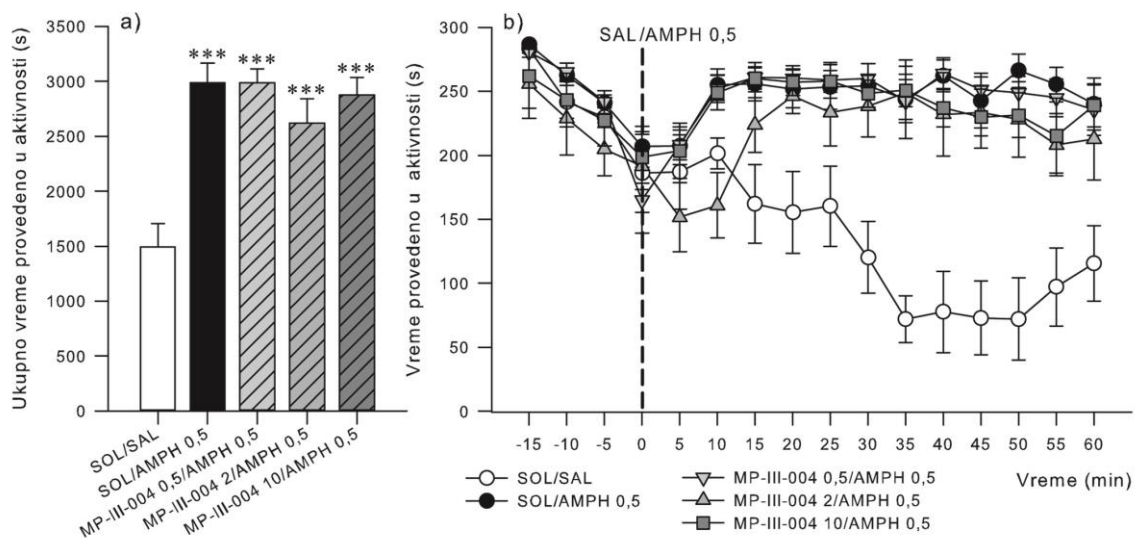 a)
Ukupno vreme provedeno u aktivnosti (s)
3500
3000
2500
2000
1500
1000
500
0
***
***
***
***
SOL/SAL
SOL/AMPH 0,5
MP-III-004 0,5/AMPH 0,5
MP-III-004 2/AMPH 0,5
MP-III-004 10/AMPH 0,5
b)
SAL/AMPH 0,5
Vreme provedeno u aktivnosti (s)
300
250
200
150
100
50
0
-15 -10 -5 0 5 10 15 20 25 30 35 40 45 50 55 60
Vreme (min)
SOL/SAL
SOL/AMPH 0,5
MP-III-004 0,5/AMPH 0,5
MP-III-004 2/AMPH 0,5
MP-III-004 10/AMPH 0,5